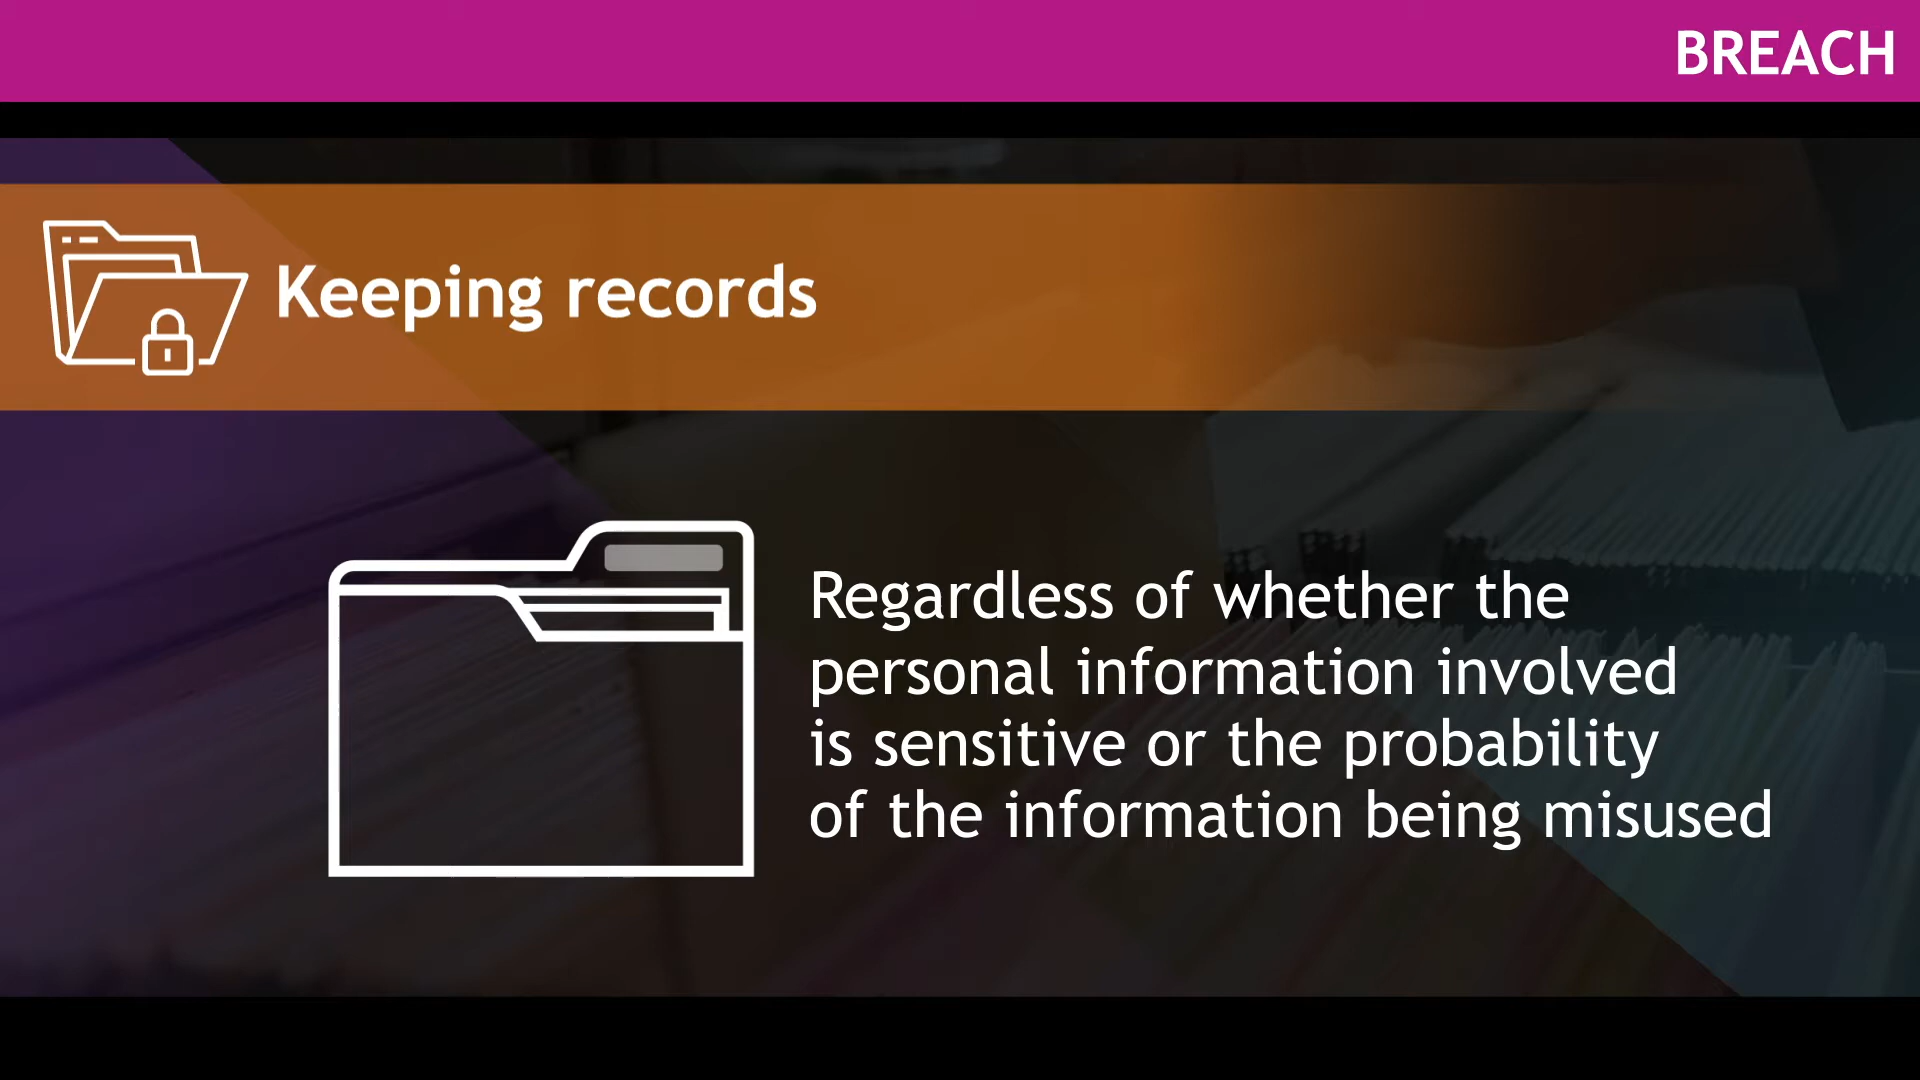 BREACH
Keeping records
Regardless of whether the
personal information involved
is sensitive or the probability
of the information being misused